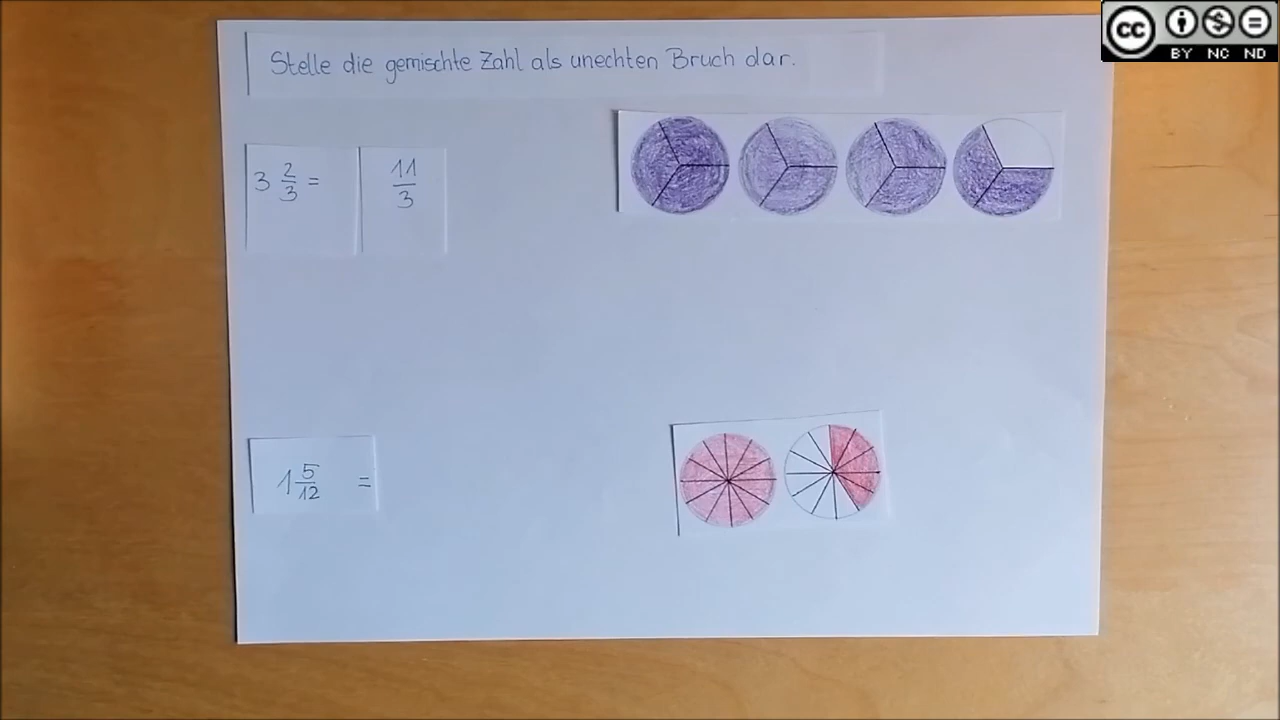 Stelle die gemischte Zahl als unechten Bruch dar.
3 2/3 = 11/3
1 5/12 =
CC BY NC ND